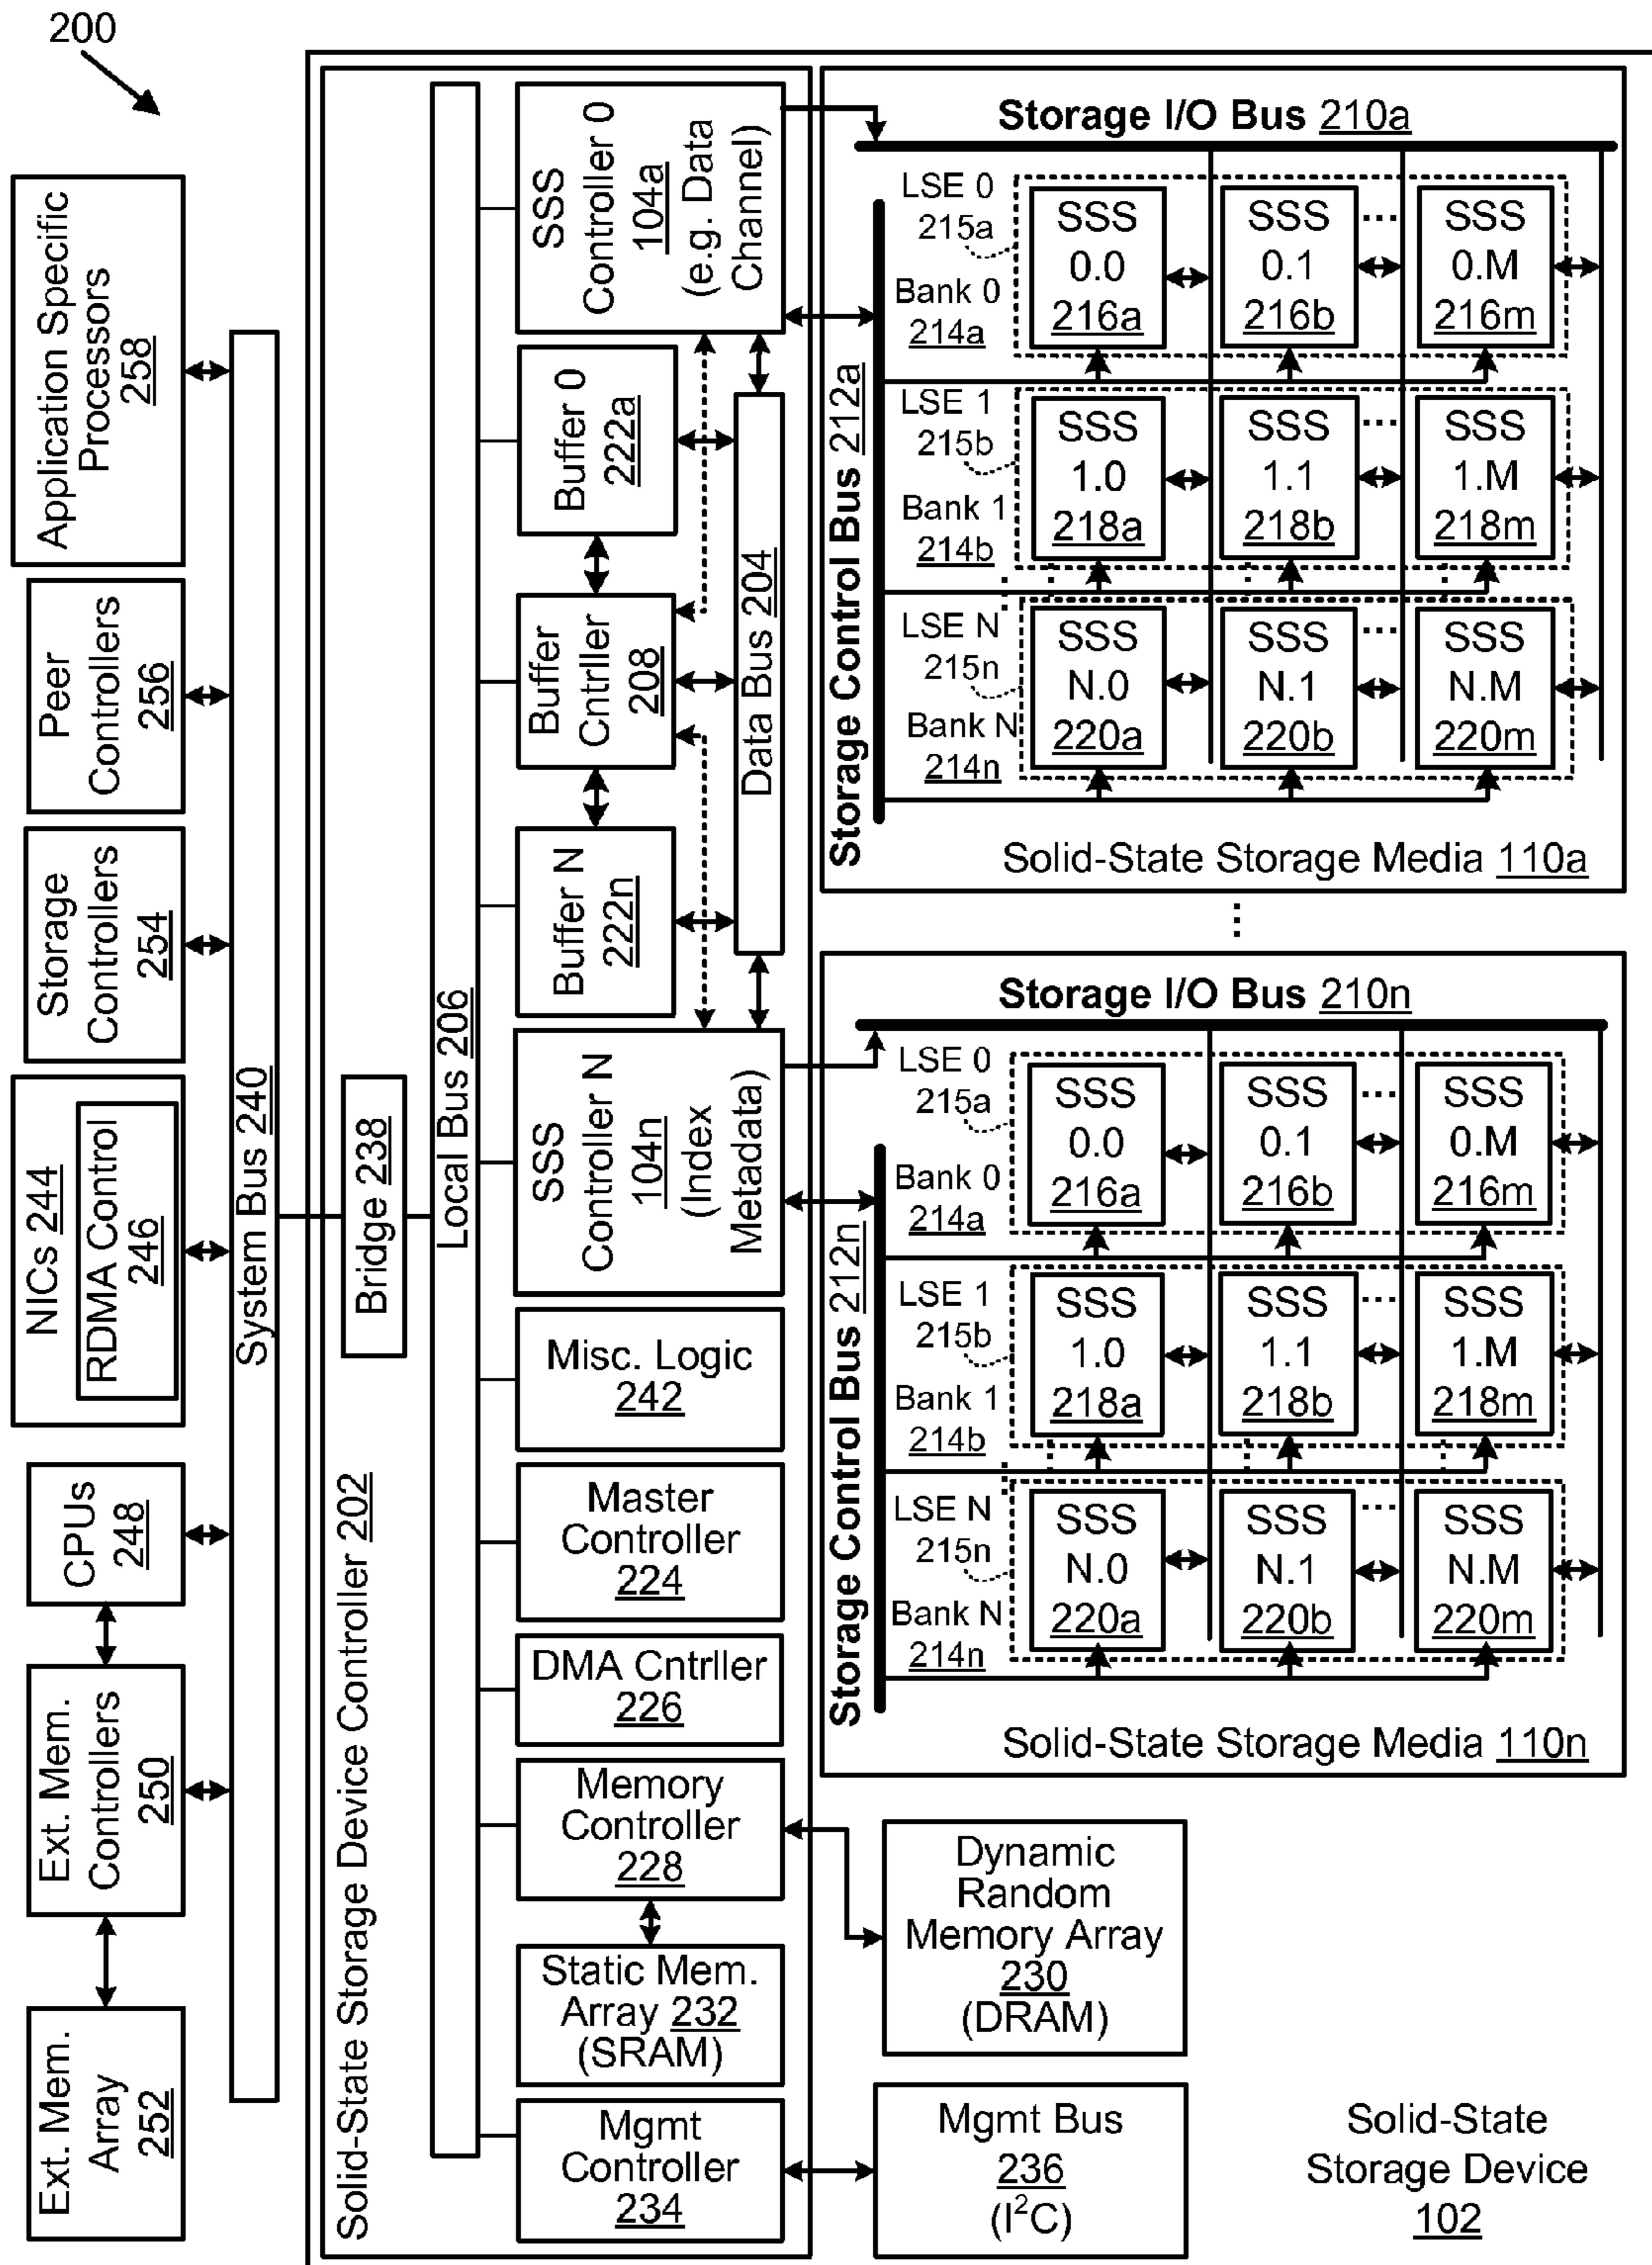 200
Application Specific
Processors
258
Peer
Controllers
256
Storage
Controllers
254
NICs 244
RDMA Control
246
CPUs
248
Ext. Mem.
Controllers
250
Ext. Mem.
Array
252
System Bus 240
Bridge 238
Solid-State Storage Device Controller 202
Local Bus 206
SSS
Controller 0
104a
(e.g. Data
Channel)
Buffer 0
222a
Buffer
Cntrller
208
Buffer N
222n
Data Bus 204
SSS
Controller N
104n
(Index
Metadata)
Misc. Logic
242
Master
Controller
224
DMA Cntrller
226
Memory
Controller
228
Static Mem.
Array 232
(SRAM)
Mgmt
Controller
234
Storage I/O Bus 210a
Storage Control Bus 212a
LSE 0
215a
Bank 0
214a
SSS
0.0
216a
SSS
0.1
216b
...
SSS
0.M
216m
LSE 1
215b
Bank 1
214b
SSS
1.0
218a
SSS
1.1
218b
...
SSS
1.M
218m
LSE N
215n
Bank N
214n
SSS
N.0
220a
SSS
N.1
220b
...
SSS
N.M
220m
Solid-State Storage Media 110a
...
Storage I/O Bus 210n
Storage Control Bus 212n
LSE 0
215a
Bank 0
214a
SSS
0.0
216a
SSS
0.1
216b
...
SSS
0.M
216m
LSE 1
215b
Bank 1
214b
SSS
1.0
218a
SSS
1.1
218b
...
SSS
1.M
218m
LSE N
215n
Bank N
214n
SSS
N.0
220a
SSS
N.1
220b
...
SSS
N.M
220m
Solid-State Storage Media 110n
Dynamic
Random
Memory Array
230
(DRAM)
Mgmt Bus
236
(I²C)
Solid-State
Storage Device
102